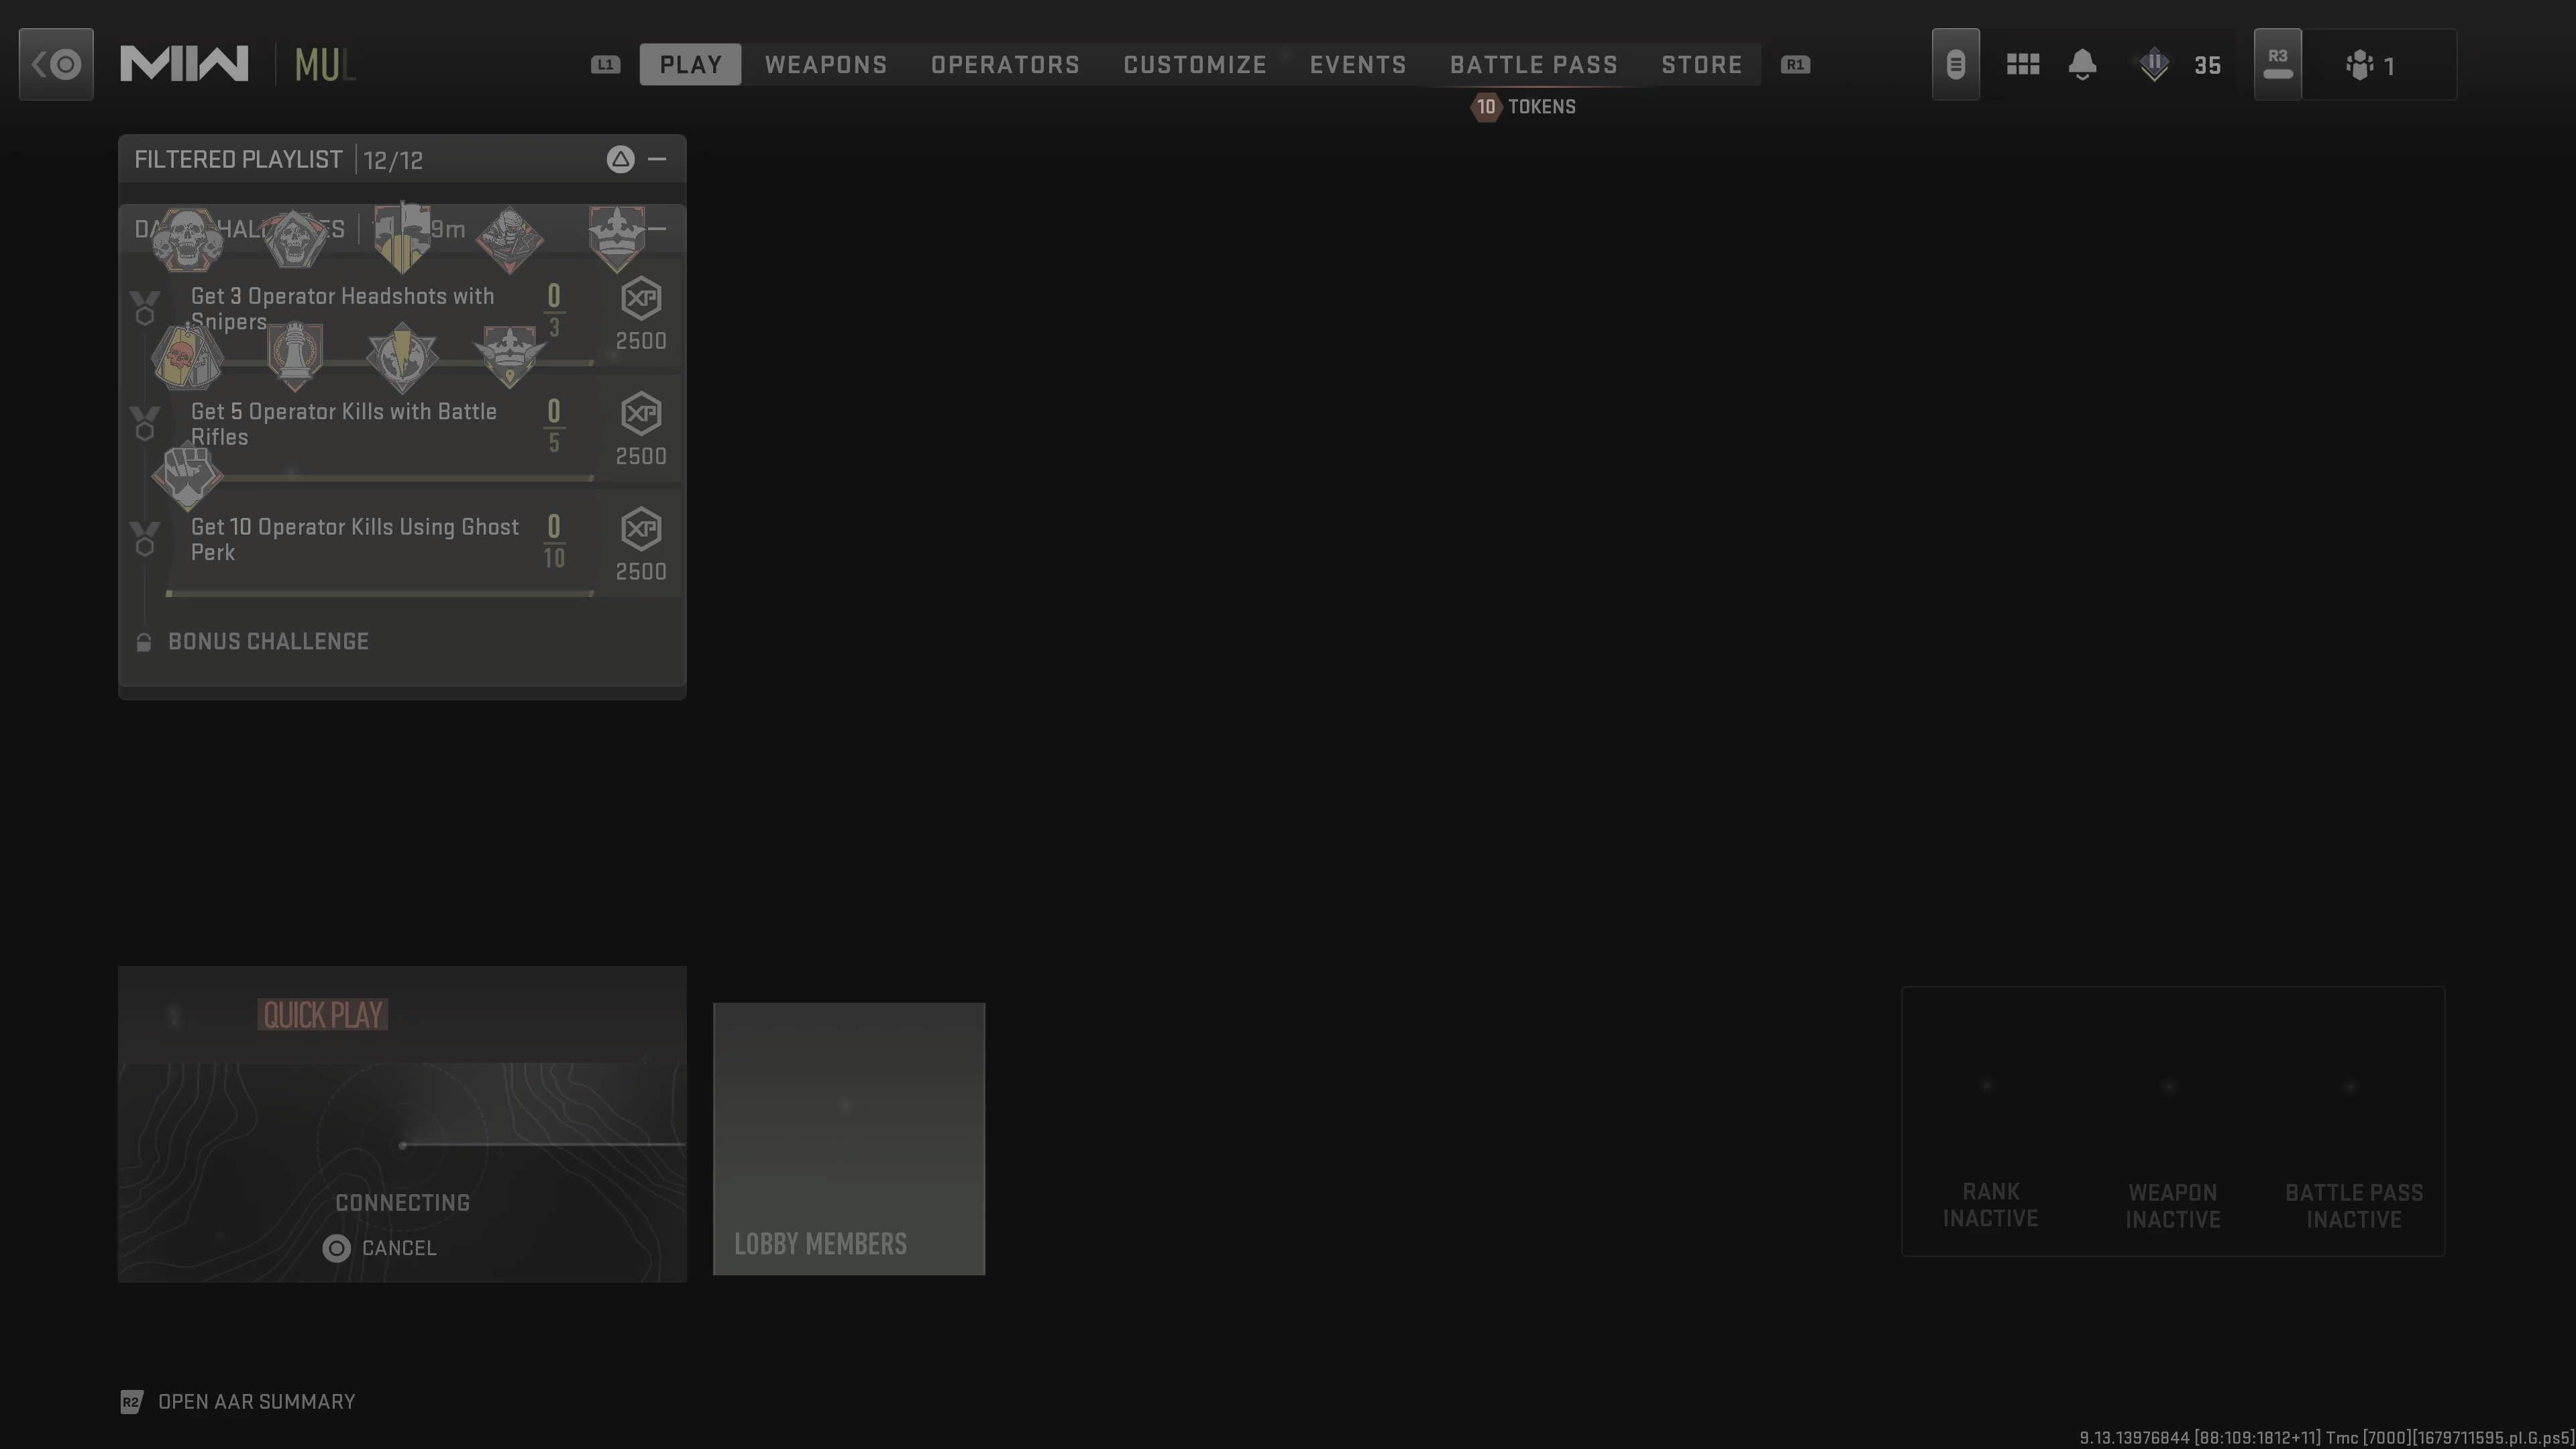 MW MUL
L1 PLAY WEAPONS OPERATORS CUSTOMIZE EVENTS BATTLE PASS STORE R1
35 R3 1
10 TOKENS
FILTERED PLAYLIST 12/12
9m
Get 3 Operator Headshots with
Snipers
0
3
XP
2500
Get 5 Operator Kills with Battle
Rifles
0
5
XP
2500
Get 10 Operator Kills Using Ghost
Perk
0
10
XP
2500
BONUS CHALLENGE
QUICK PLAY
CONNECTING
CANCEL
LOBBY MEMBERS
RANK
INACTIVE
WEAPON
INACTIVE
BATTLE PASS
INACTIVE
R2 OPEN AAR SUMMARY
9.13.13976844 [88:109:1812+11] Tmc [7000][1679711595.pl.G.ps5]